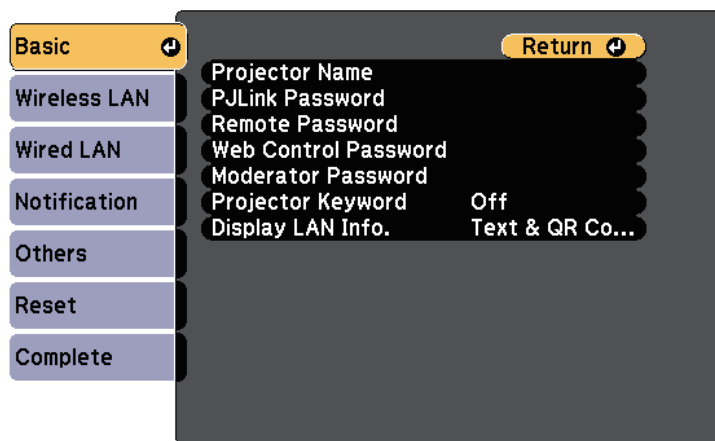 Basic
Wireless LAN
Wired LAN
Notification
Others
Reset
Complete
Return
Projector Name
PJLink Password
Remote Password
Web Control Password
Moderator Password
Projector Keyword Off
Display LAN Info. Text & QR Co...